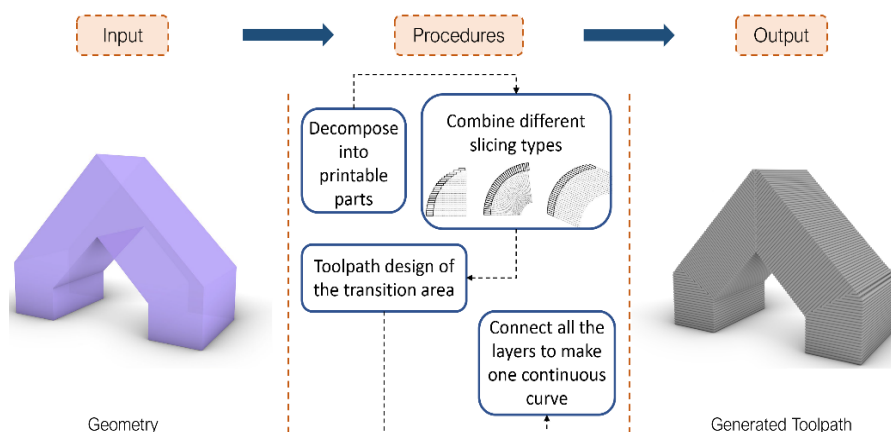 Input
Procedures
Output
Decompose
into
printable
parts
Combine different
slicing types
Toolpath design of
the transition area
Connect all the
layers to make
one continuous
curve
Geometry
Generated Toolpath